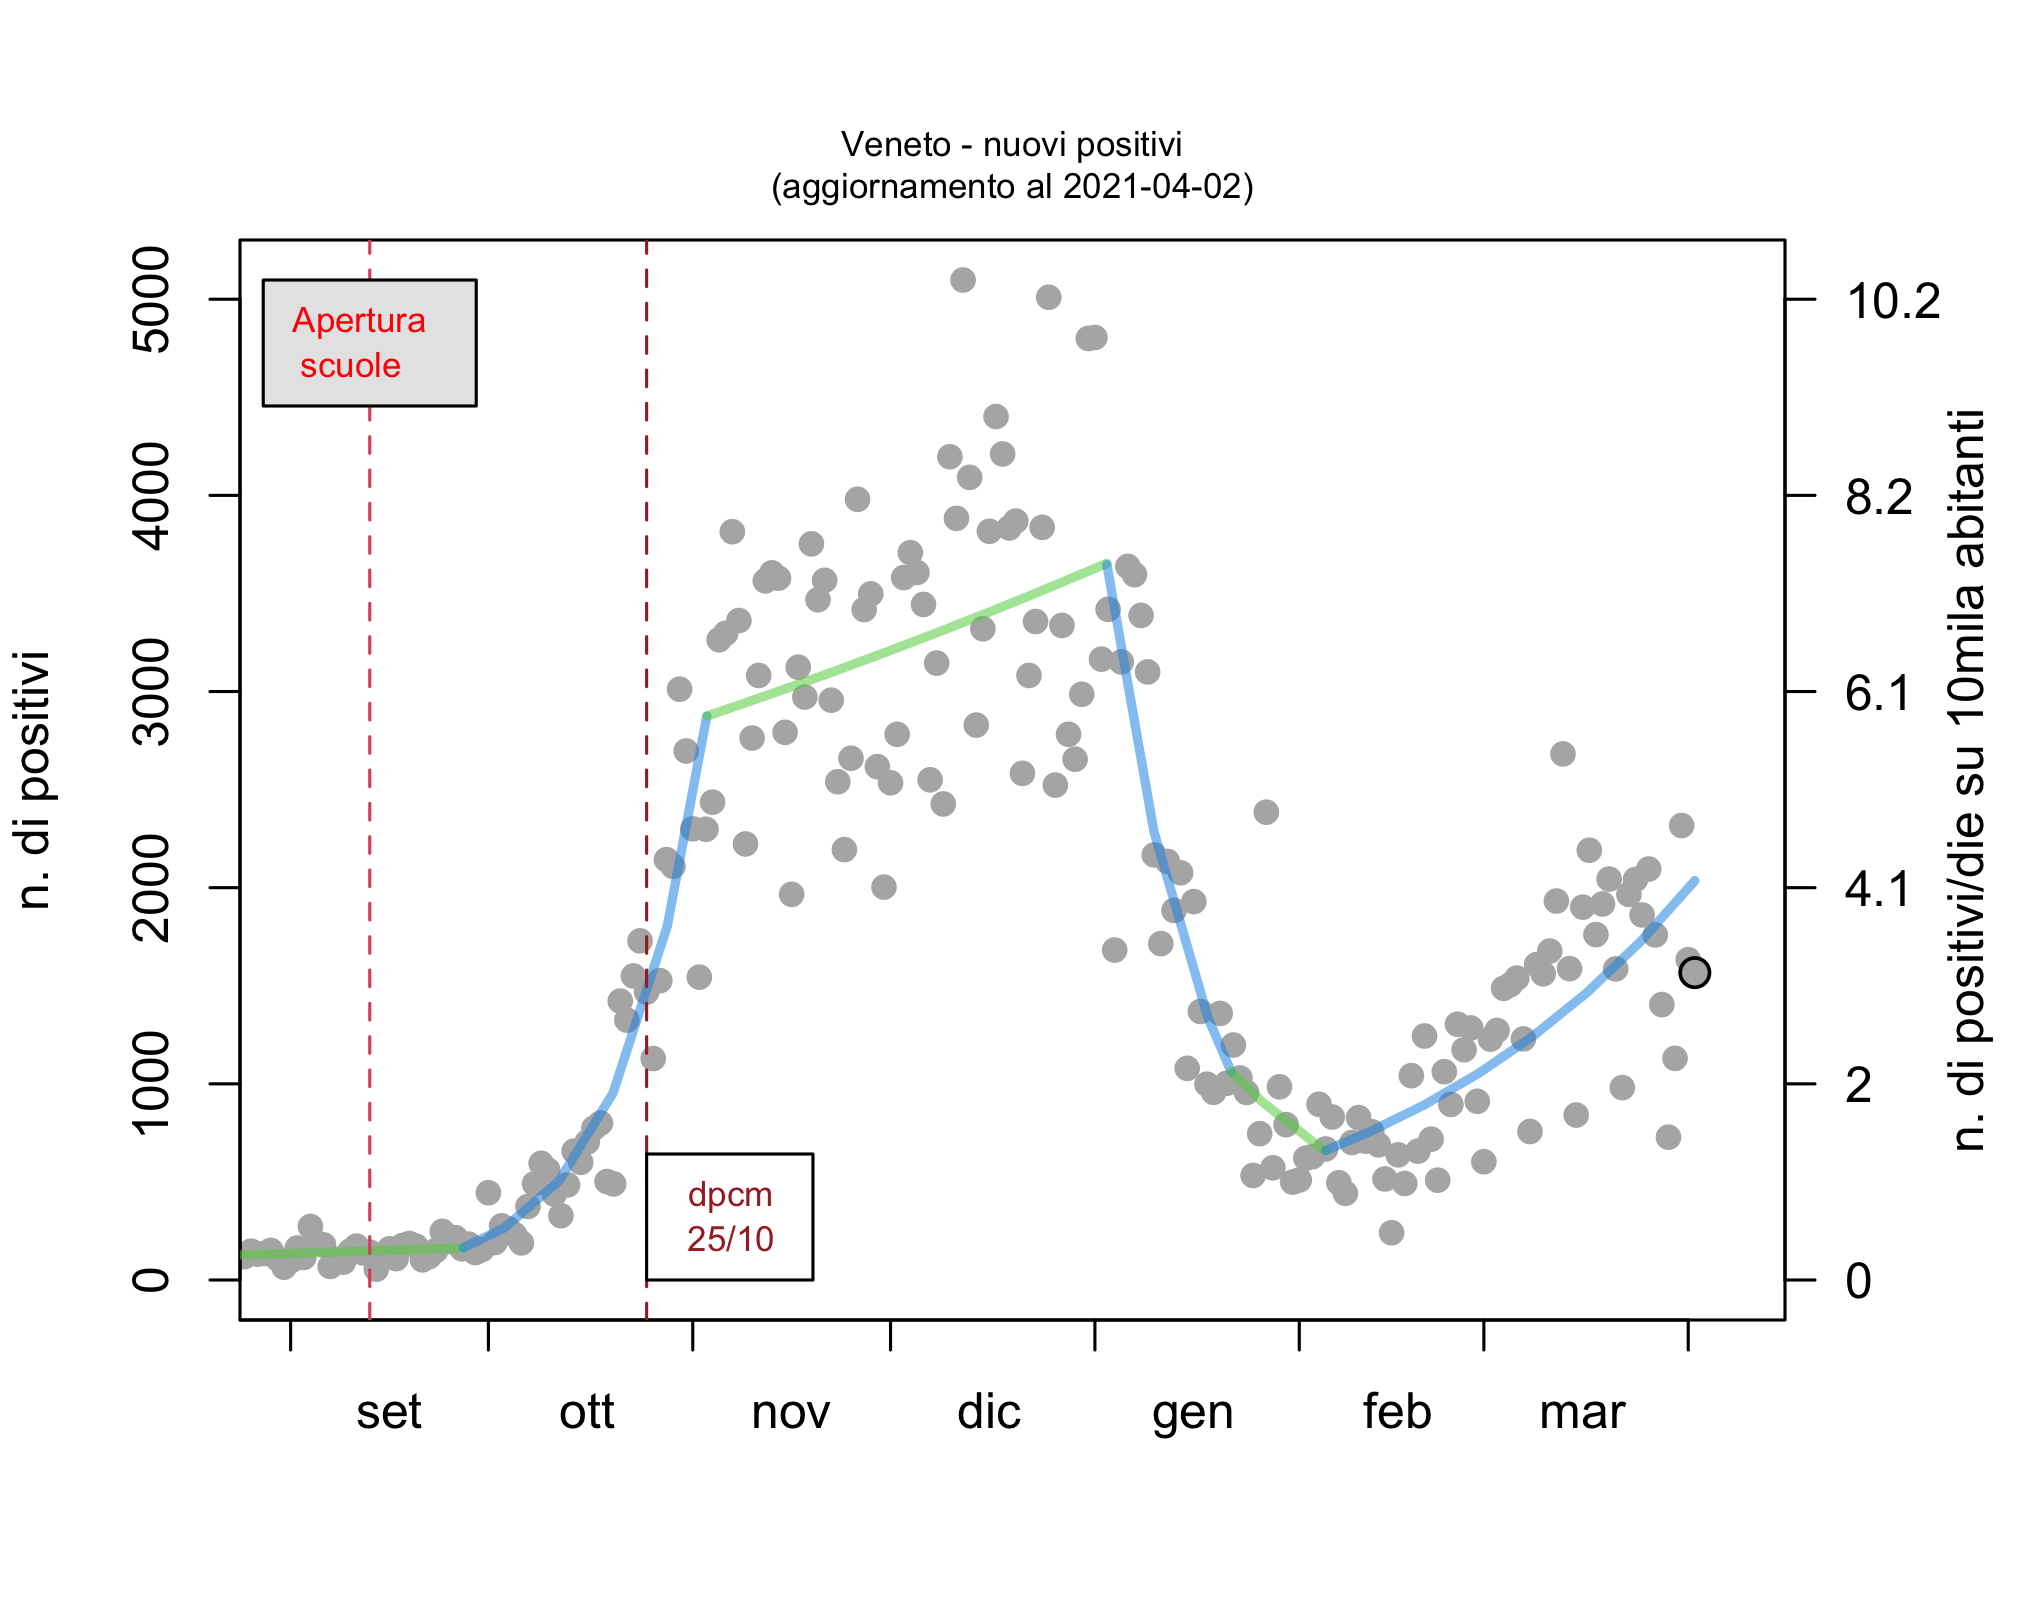 Veneto - nuovi positivi
(aggiornamento al 2021-04-02)
n. di positivi
5000
4000
3000
2000
1000
0
Apertura
scuole
dpcm
25/10
10.2
8.2
6.1
4.1
2
0
n. di positivi/die su 10mila abitanti
set
ott
nov
dic
gen
feb
mar